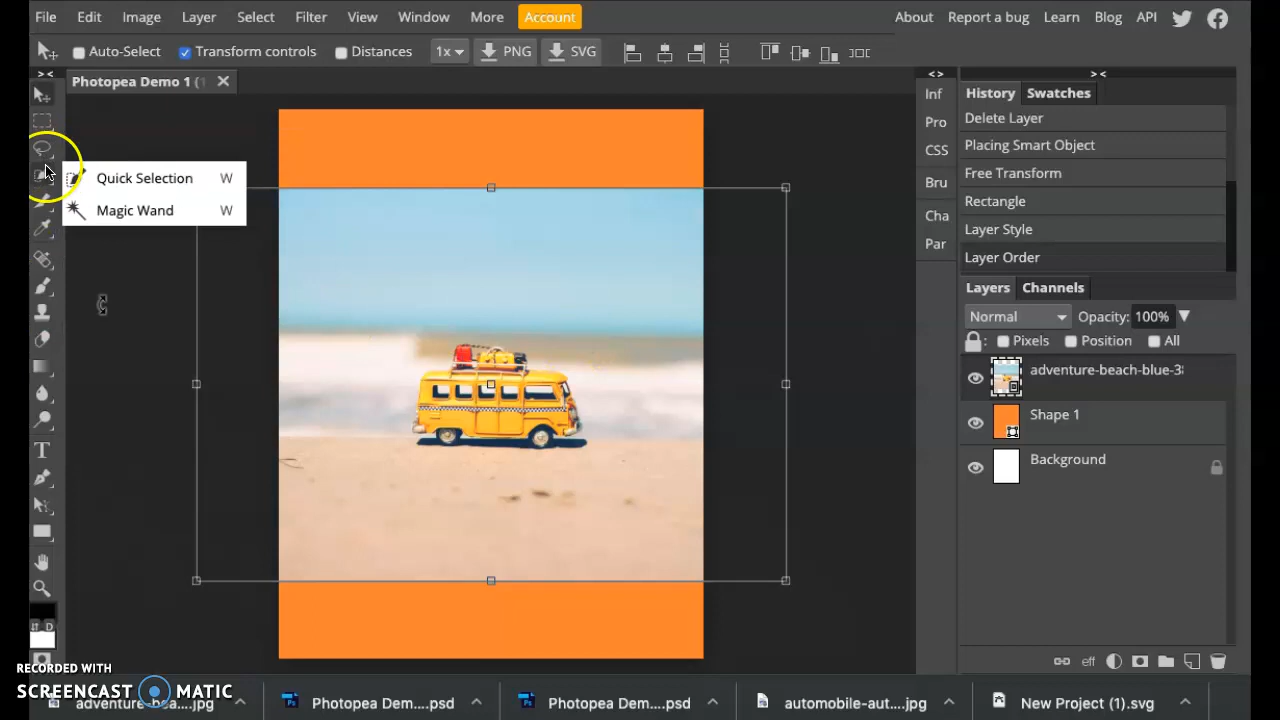 File Edit Image Layer Select Filter View Window More Account About Report a bug Learn Blog API
Auto-Select Transform controls Distances 1x PNG SVG
Photopea Demo 1 (
Quick Selection W
Magic Wand W
Inf
Pro
CSS
Bru
Cha
Par
History Swatches
Delete Layer
Placing Smart Object
Free Transform
Rectangle
Layer Style
Layer Order
Layers Channels
Normal Opacity: 100%
Pixels Position All
adventure-beach-blue-3
Shape 1
Background
eff
D
RECORDED WITH
SCREENCAST MATIC
Photopea Dem....psd Photopea Dem....psd automobile-aut....jpg New Project (1).svg